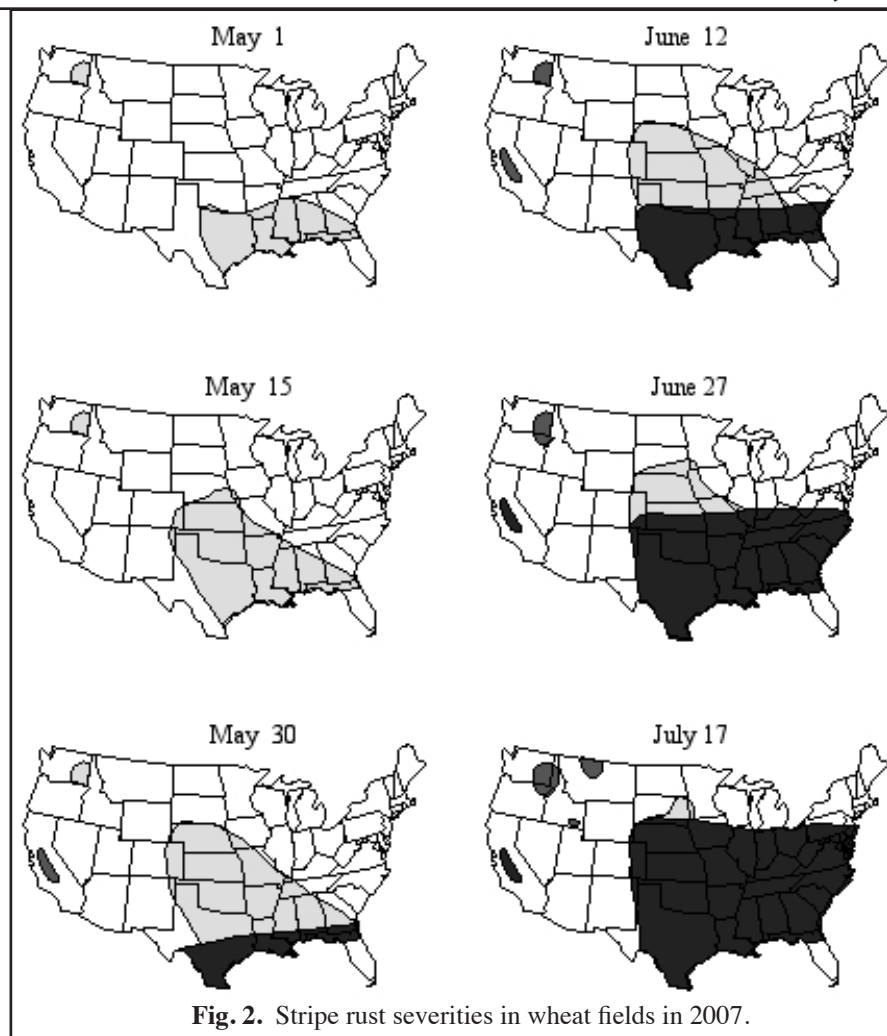 May 1
June 12
May 15
June 27
May 30
July 17
Fig. 2. Stripe rust severities in wheat fields in 2007.